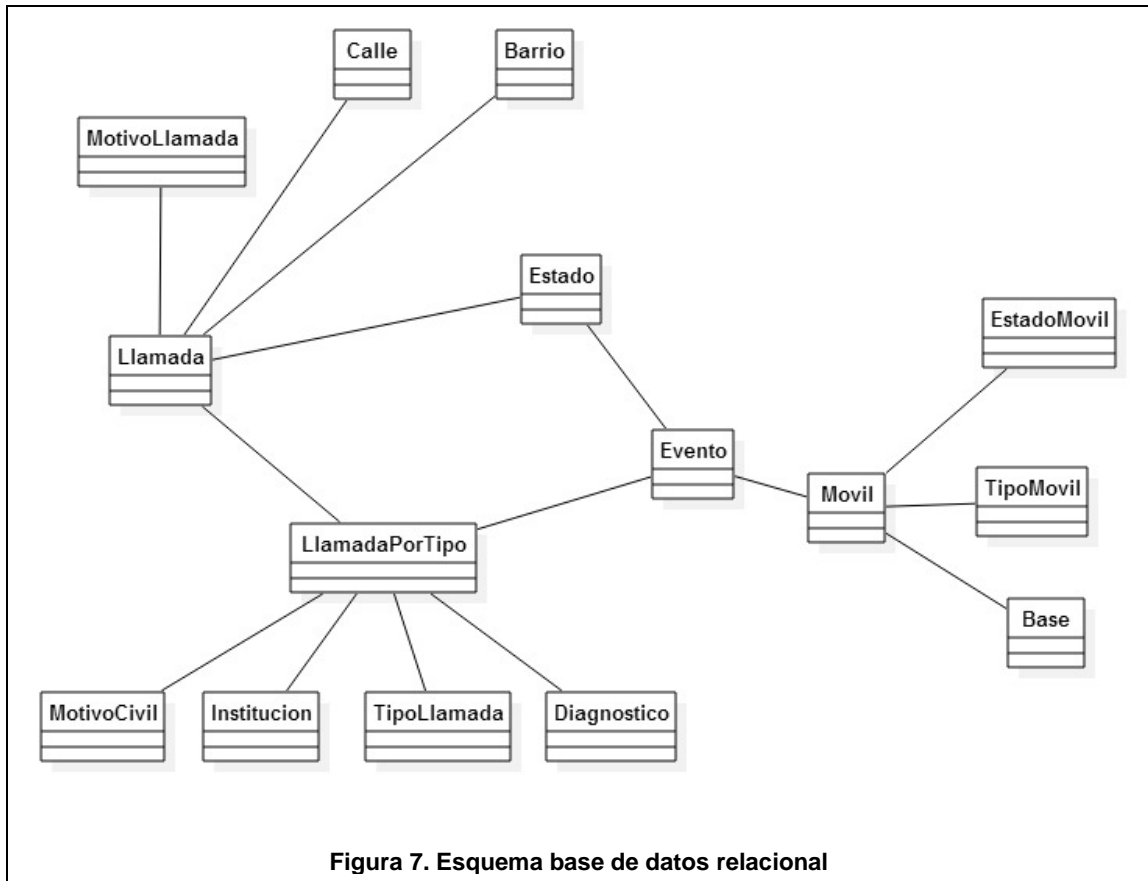 Calle
Barrio
MotivoLlamada
Estado
EstadoMovil
Llamada
Evento
Movil
TipoMovil
LlamadaPorTipo
Base
MotivoCivil
Institucion
TipoLlamada
Diagnostico
Figura 7. Esquema base de datos relacional